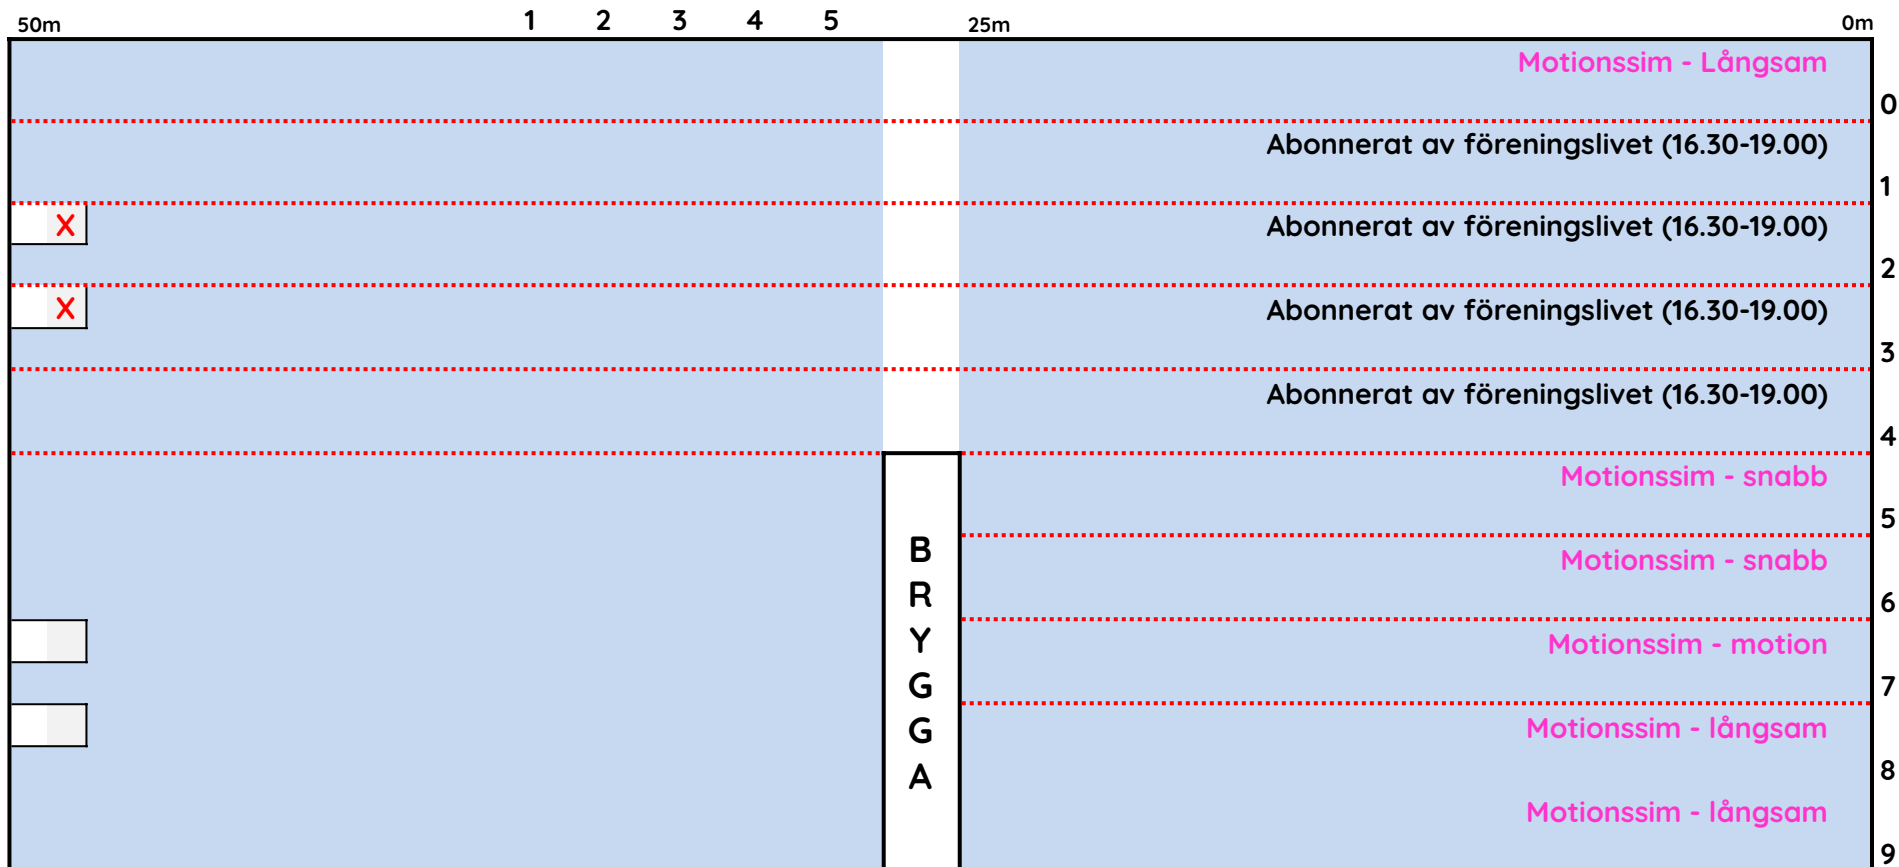 50m 1 2 3 4 5 25m 0m
Motionssim - Långsam
0
Abonnerat av föreningslivet (16.30-19.00)
1
X Abonnerat av föreningslivet (16.30-19.00)
2
X Abonnerat av föreningslivet (16.30-19.00)
3
Abonnerat av föreningslivet (16.30-19.00)
4
Motionssim - snabb
5
Motionssim - snabb
6
Motionssim - motion
7
Motionssim - långsam
8
Motionssim - långsam
9
B
R
Y
G
G
A